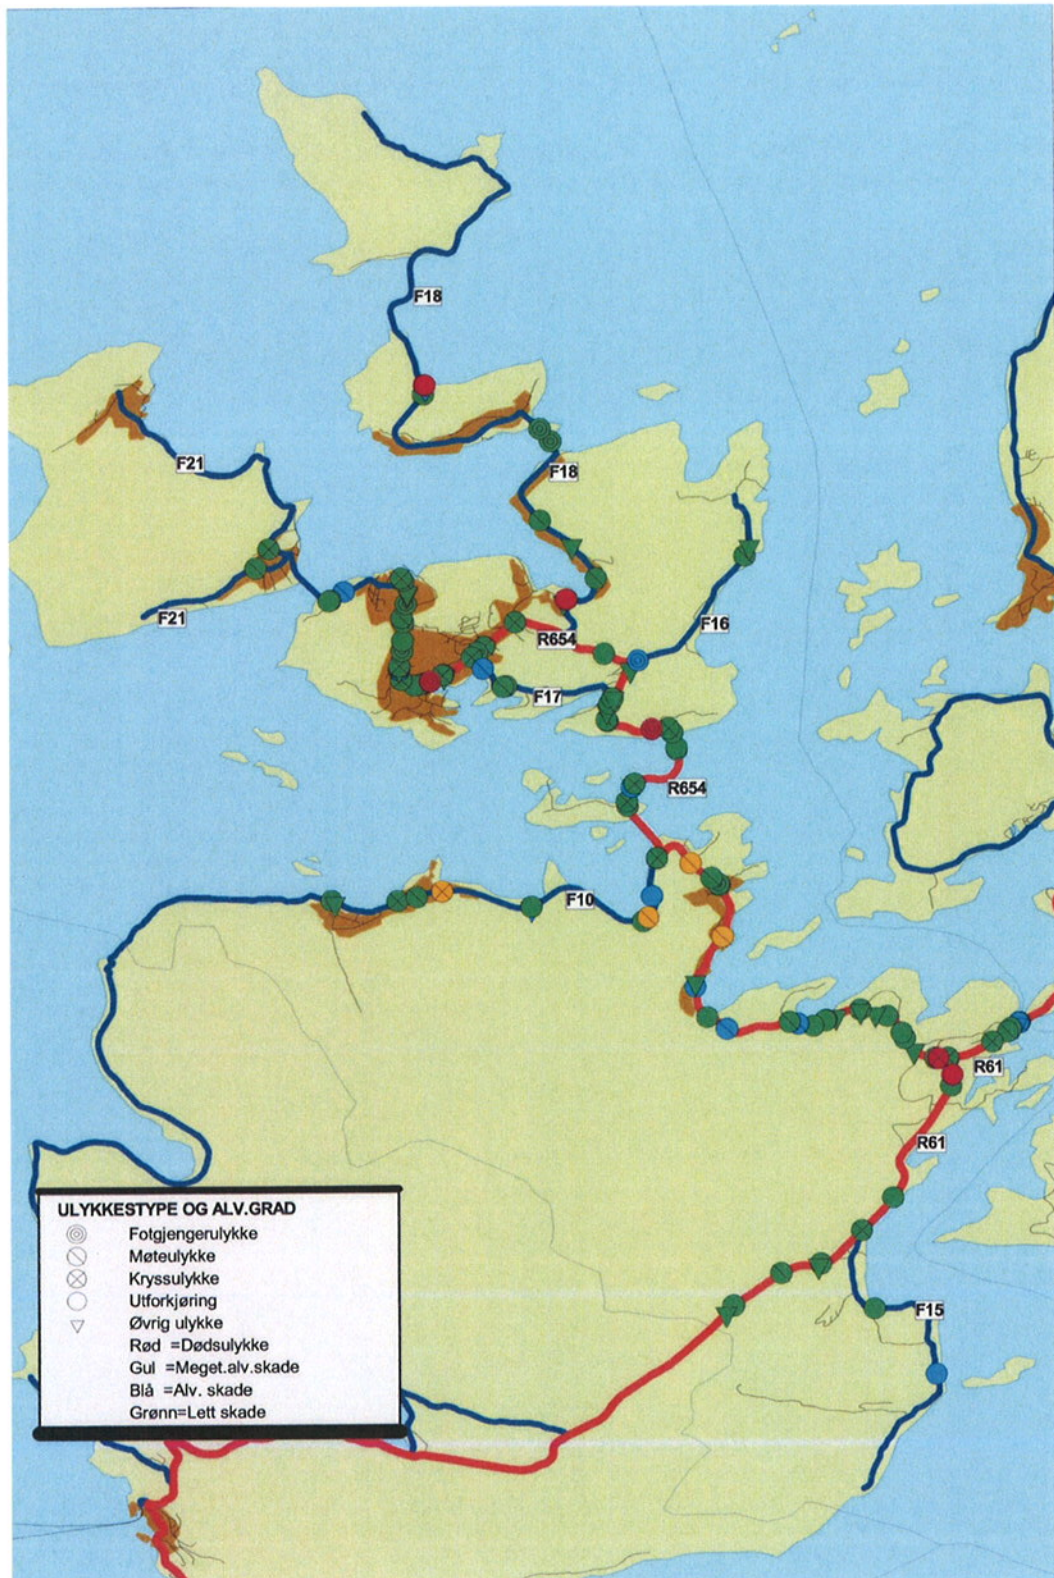 F18
F21
F18
F21
F16
R654
F17
R654
F10
R61
R61
ULYKKESTYPE OG ALV.GRAD
Fotgjengerulykke
Møteulykke
Kryssulykke
Utforkjøring
Øvrig ulykke
Rød =Dødsulykke
Gul =Meget.alv.skade
Blå =Alv. skade
Grønn=Lett skade
F15